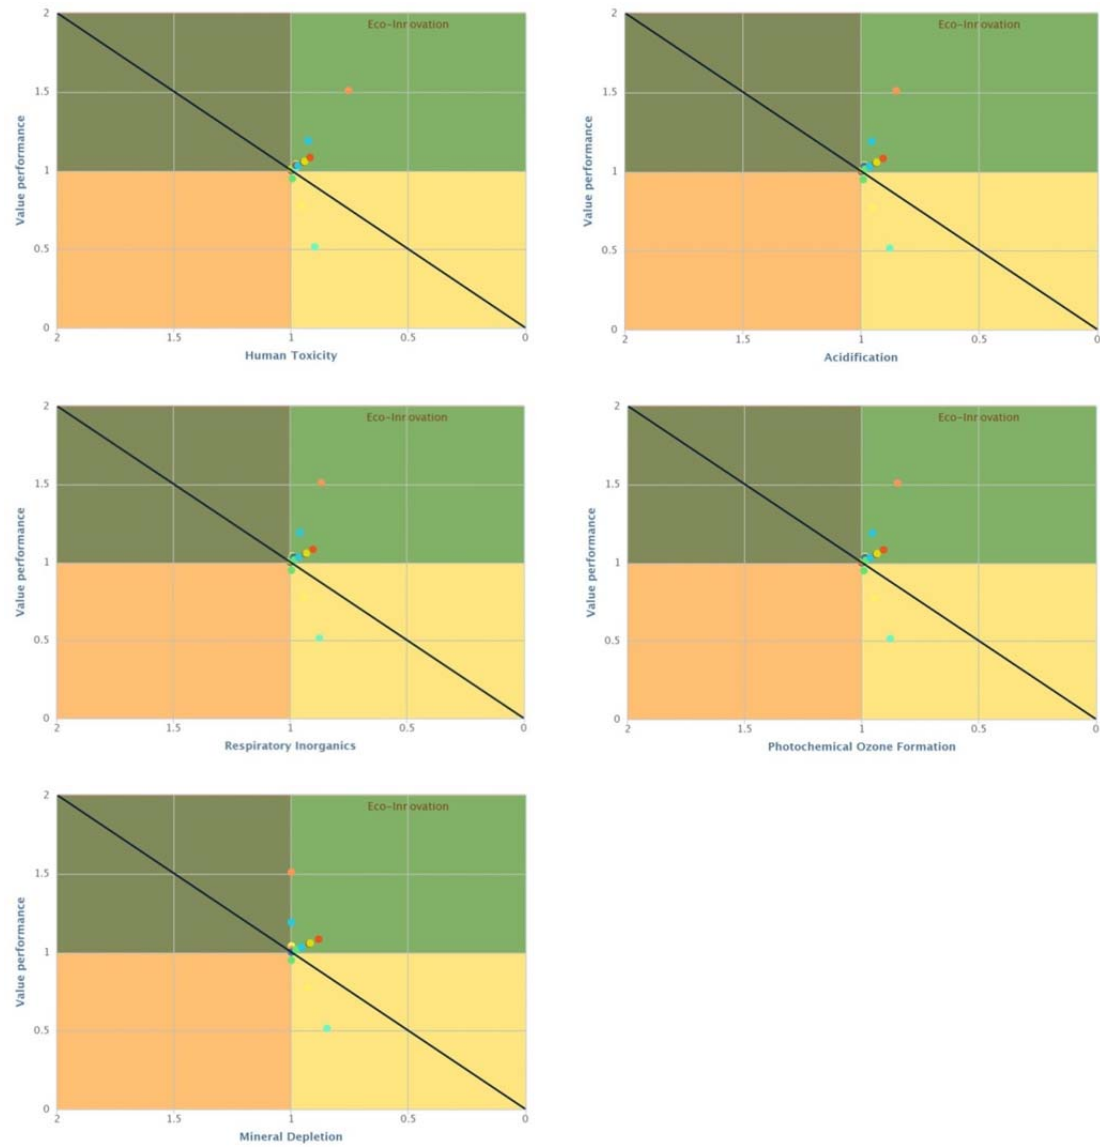 Eco-Innovation
2
1.5
1
0.5
0
Value performance
2 1.5 1 0.5 0
Human Toxicity
Eco-Innovation
2
1.5
1
0.5
0
Value performance
2 1.5 1 0.5 0
Acidification
Eco-Innovation
2
1.5
1
0.5
0
Value performance
2 1.5 1 0.5 0
Respiratory Inorganics
Eco-Innovation
2
1.5
1
0.5
0
Value performance
2 1.5 1 0.5 0
Photochemical Ozone Formation
Eco-Innovation
2
1.5
1
0.5
0
Value performance
2 1.5 1 0.5 0
Mineral Depletion